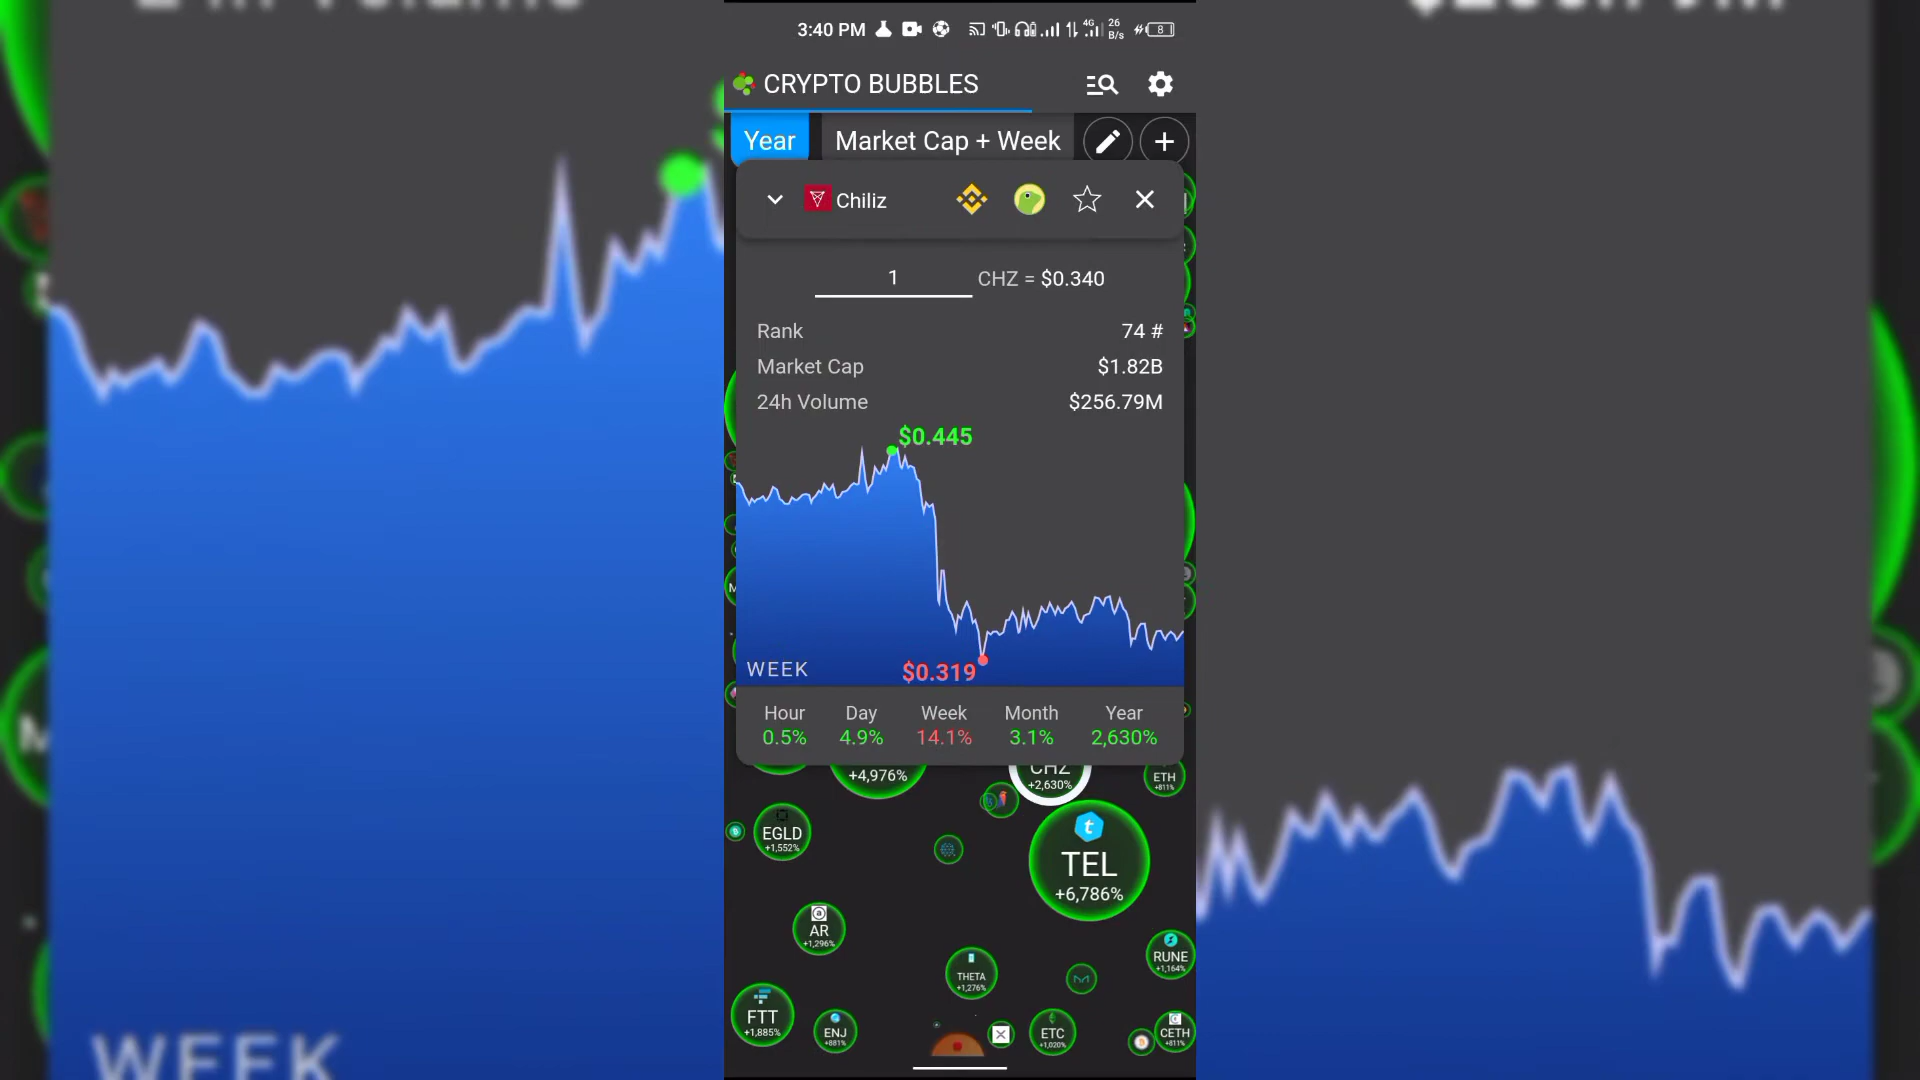 3:40 PM
4G
26
B/s
8
CRYPTO BUBBLES
Year
Market Cap + Week
Chiliz
1
CHZ = $0.340
Rank
74 #
Market Cap
$1.82B
24h Volume
$256.79M
$0.445
WEEK
$0.319
Hour
Day
Week
Month
Year
0.5%
4.9%
14.1%
3.1%
2,630%
+4,976%
CHZ
+2,630%
ETH
+811%
EGLD
+1,552%
TEL
+6,786%
AR
+1,296%
THETA
+1,276%
RUNE
+1,164%
FTT
+1,885%
ENJ
+881%
ETC
+1,020%
CETH
+811%
WEEK